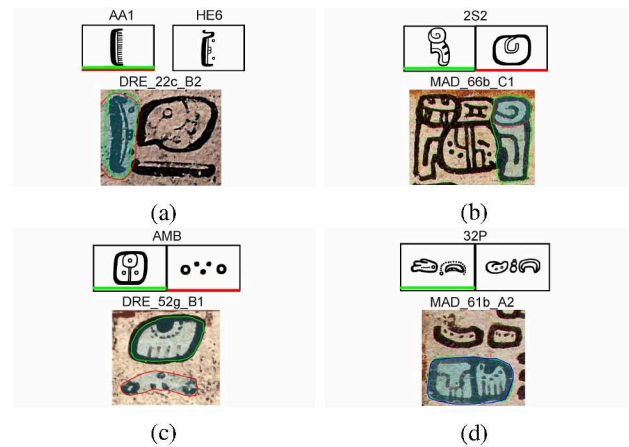 AA1 HE6
DRE_22c_B2
(a)
2S2
MAD_66b_C1
(b)
AMB
DRE_52g_B1
(c)
32P
MAD_61b_A2
(d)